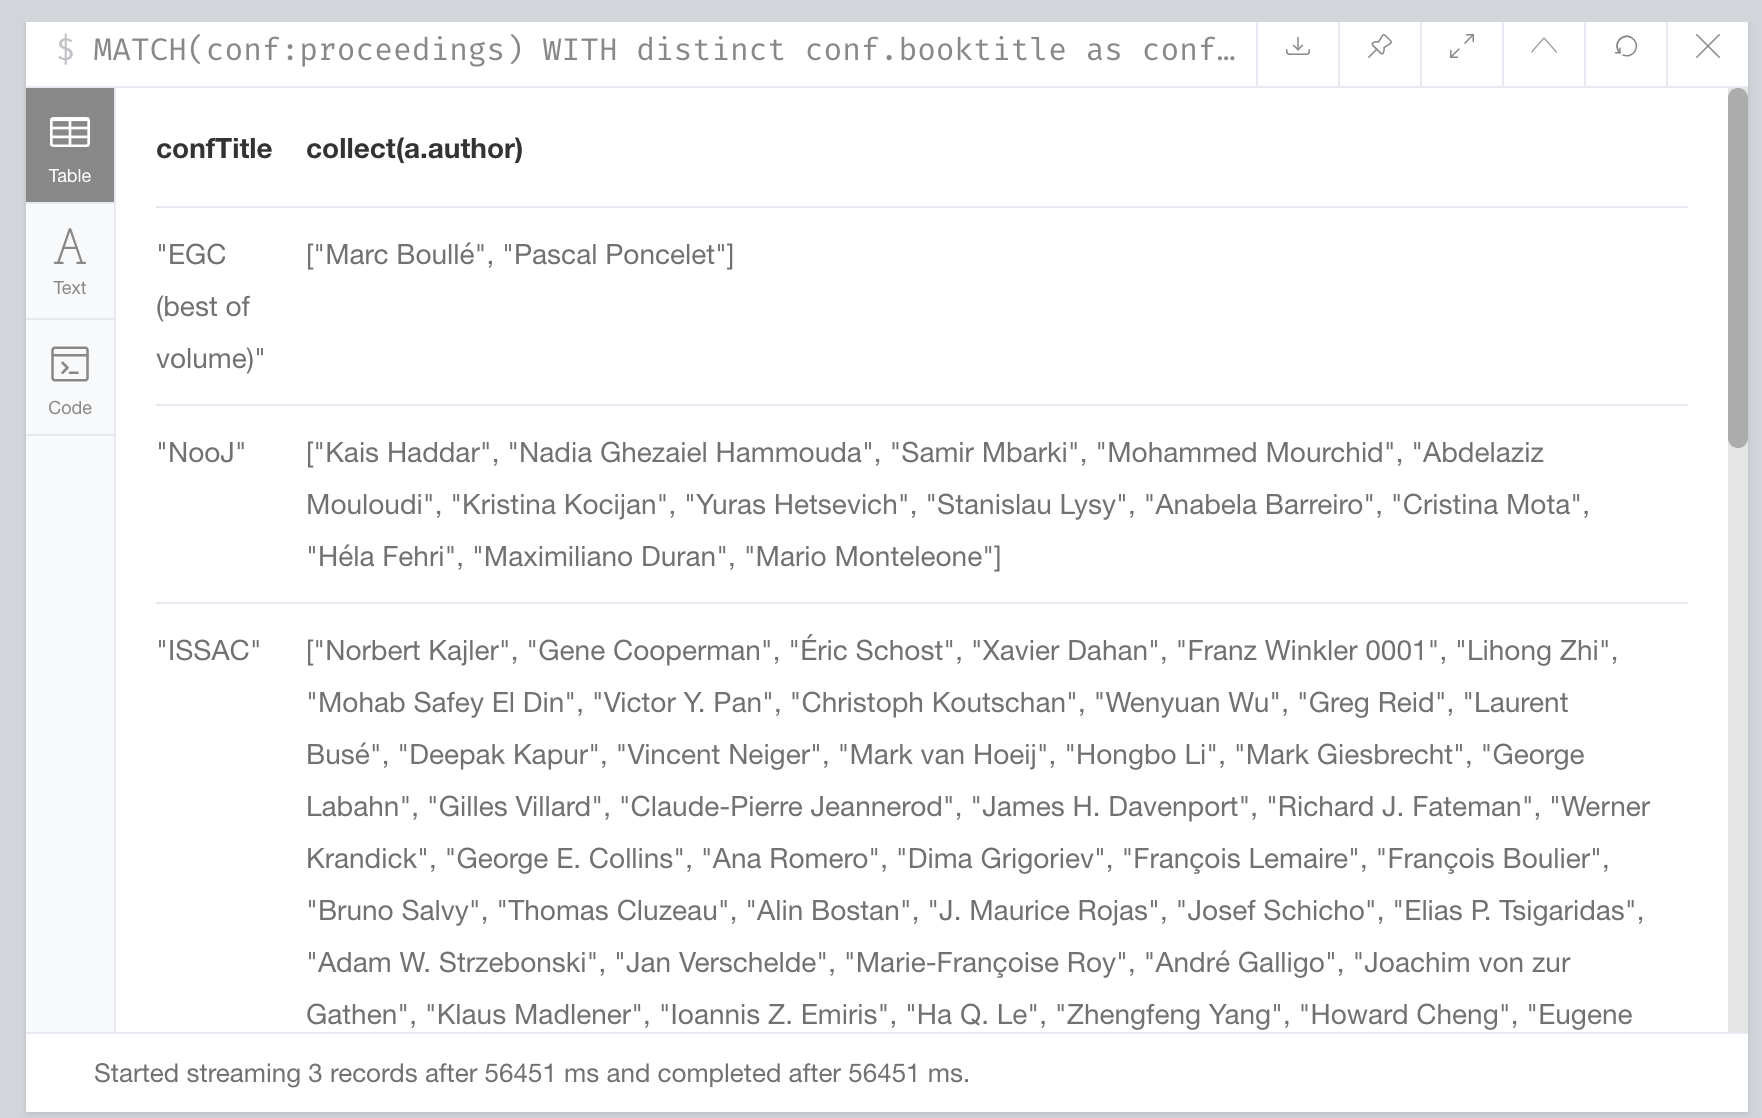 $ MATCH(conf:proceedings) WITH distinct conf.booktitle as conf…
Table
Text
Code
confTitle collect(a.author)
"EGC ["Marc Boullé", "Pascal Poncelet"]
(best of
volume)"
"NooJ" ["Kais Haddar", "Nadia Ghezaiel Hammouda", "Samir Mbarki", "Mohammed Mourchid", "Abdelaziz
Mouloudi", "Kristina Kocijan", "Yuras Hetsevich", "Stanislau Lysy", "Anabela Barreiro", "Cristina Mota",
"Héla Fehri", "Maximiliano Duran", "Mario Monteleone"]
"ISSAC" ["Norbert Kajler", "Gene Cooperman", "Éric Schost", "Xavier Dahan", "Franz Winkler 0001", "Lihong Zhi",
"Mohab Safey El Din", "Victor Y. Pan", "Christoph Koutschan", "Wenyuan Wu", "Greg Reid", "Laurent
Busé", "Deepak Kapur", "Vincent Neiger", "Mark van Hoeij", "Hongbo Li", "Mark Giesbrecht", "George
Labahn", "Gilles Villard", "Claude-Pierre Jeannerod", "James H. Davenport", "Richard J. Fateman", "Werner
Krandick", "George E. Collins", "Ana Romero", "Dima Grigoriev", "François Lemaire", "François Boulier",
"Bruno Salvy", "Thomas Cluzeau", "Alin Bostan", "J. Maurice Rojas", "Josef Schicho", "Elias P. Tsigaridas",
"Adam W. Strzebonski", "Jan Verschelde", "Marie-Françoise Roy", "André Galligo", "Joachim von zur
Gathen", "Klaus Madlener", "Ioannis Z. Emiris", "Ha Q. Le", "Zhengfeng Yang", "Howard Cheng", "Eugene
Started streaming 3 records after 56451 ms and completed after 56451 ms.